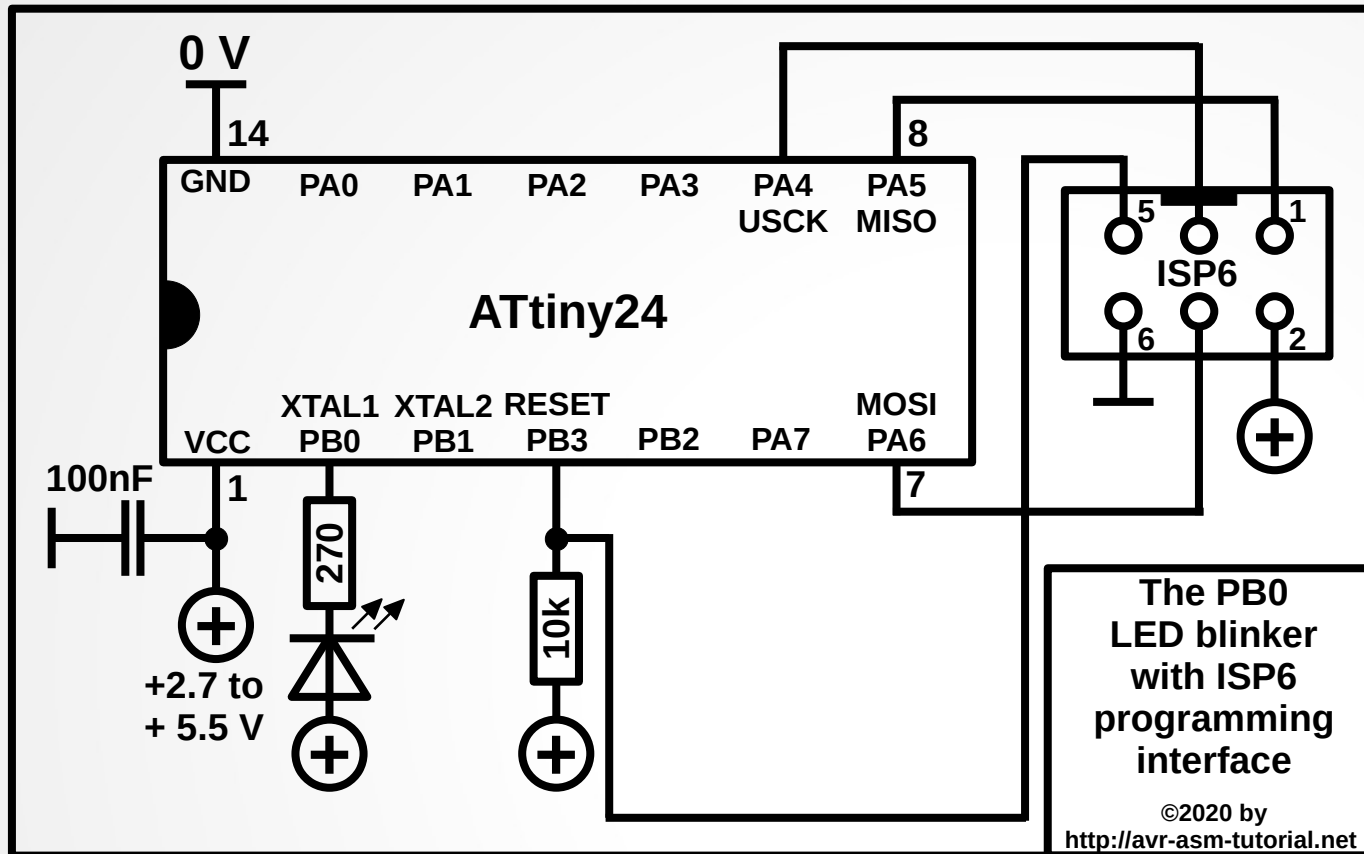 0 V
14
8
GND PA0 PA1 PA2 PA3 PA4 PA5
USCK MISO
5 1
ISP6
6 2
ATtiny24
XTAL1 XTAL2 RESET MOSI
VCC PB0 PB1 PB3 PB2 PA7 PA6
100nF
1
7
270
10k
+2.7 to
+ 5.5 V
The PB0
LED blinker
with ISP6
programming
interface
©2020 by
http://avr-asm-tutorial.net